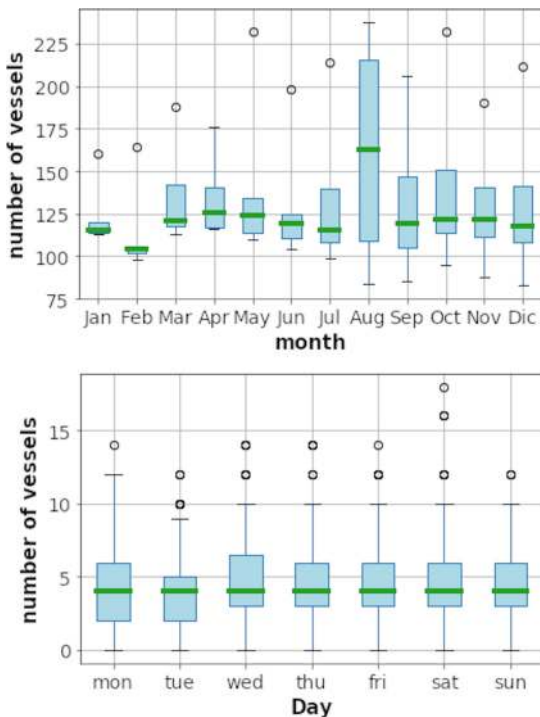 number of vessels
225
200
175
150
125
100
75
Jan Feb Mar Apr May Jun Jul Aug Sep Oct Nov Dic
month
number of vessels
15
10
5
0
mon tue wed thu fri sat sun
Day